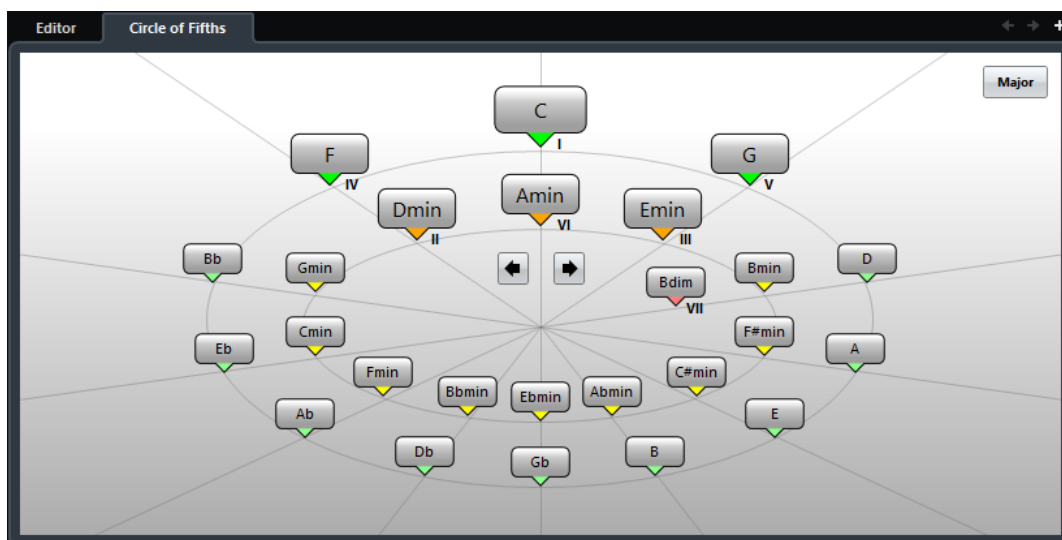 Editor Circle of Fifths
Major
C
I
F
IV
G
V
Amin
VI
Dmin
II
Emin
III
Bb
Gmin
Bdim
VII
Bmin
D
Eb
Cmin
F#min
A
Fmin
C#min
Bbmin
Ebmin
Abmin
Ab
E
Db
Gb
B